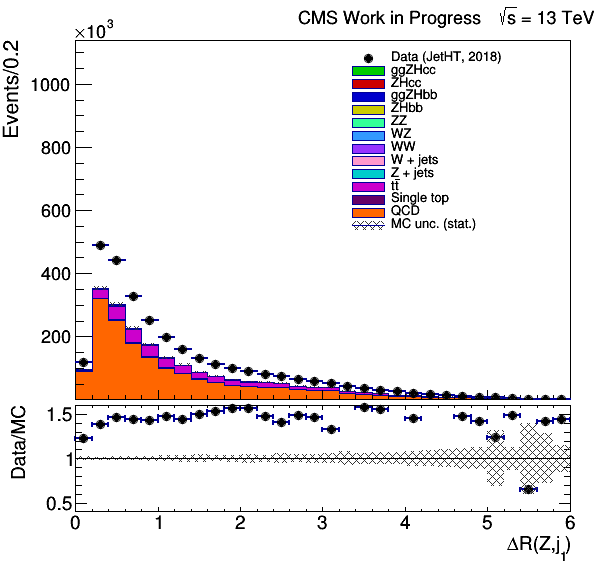 CMS Work in Progress √s = 13 TeV
×10³
Events/0.2
1000
800
600
400
200
Data (JetHT, 2018)
ggZHcc
ZHcc
ggZHbb
ZHbb
ZZ
WZ
WW
W + jets
Z + jets
tt̄
Single top
QCD
MC unc. (stat.)
Data/MC
1.5
1
0.5
0 1 2 3 4 5 6
ΔR(Z,j₁)